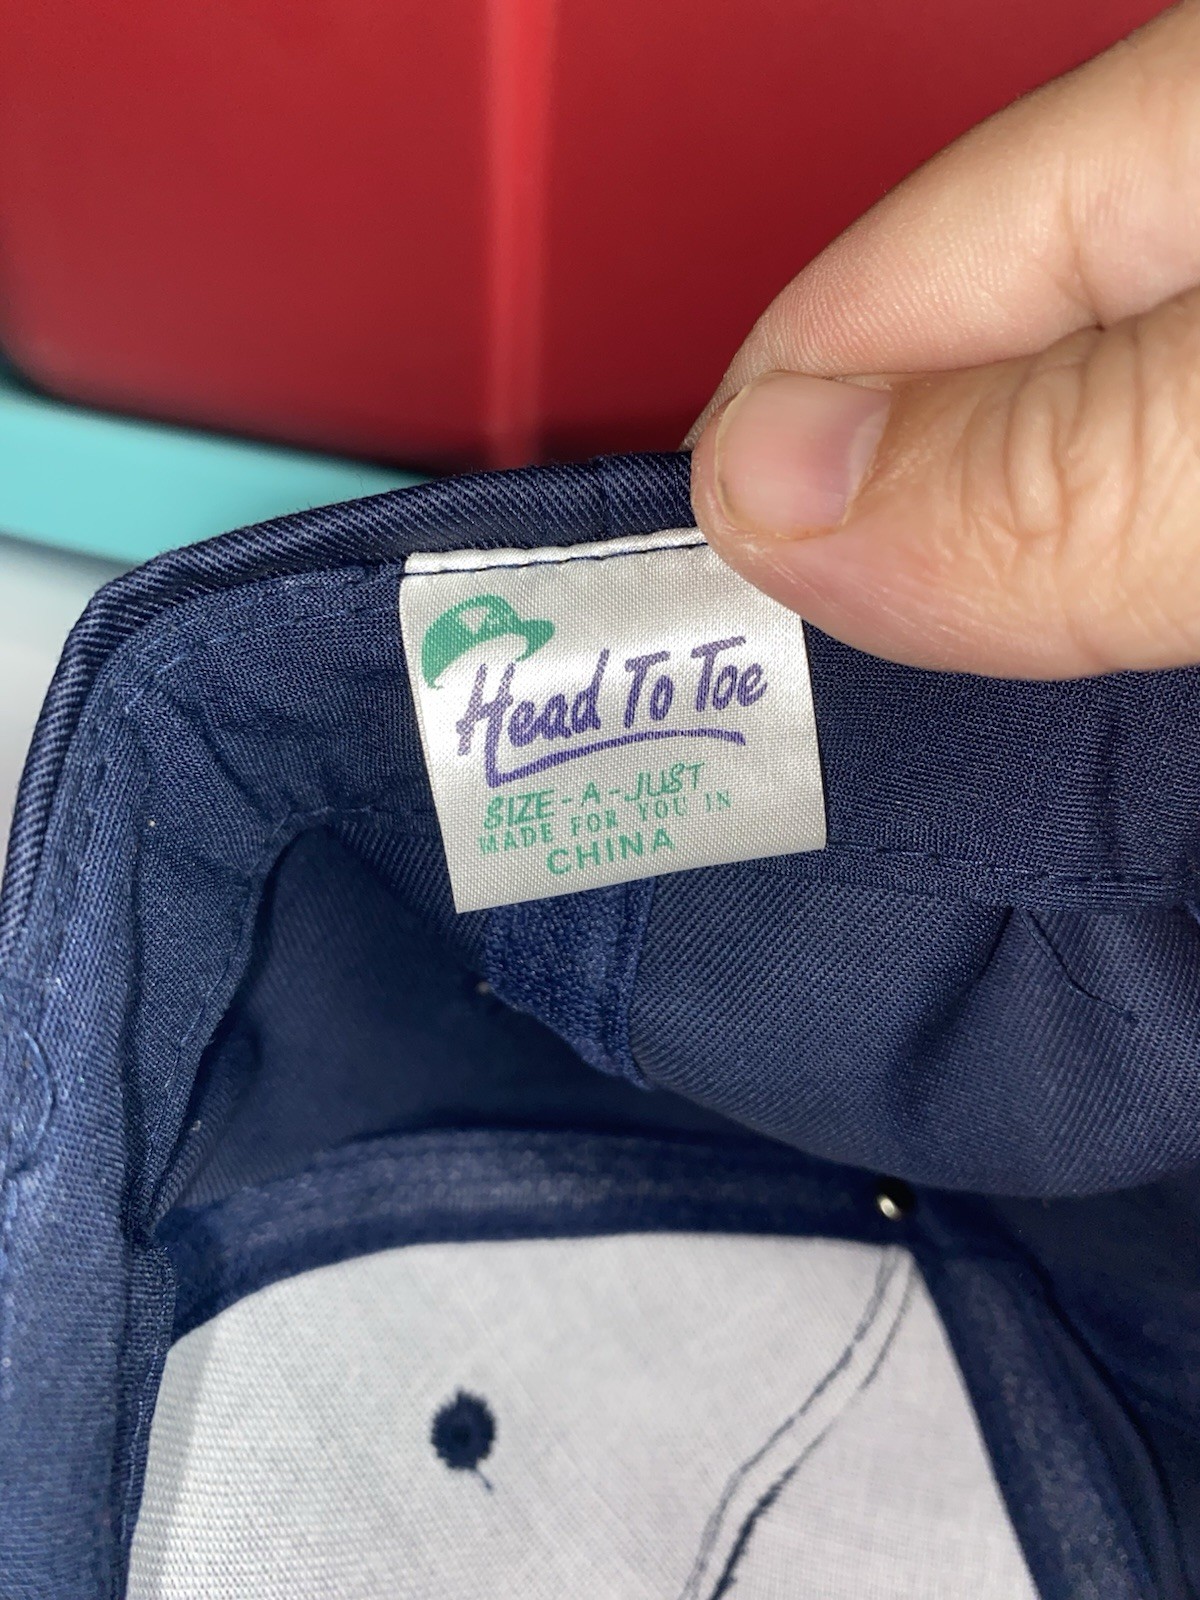 Head To Toe
SIZE-A-JUST
MADE FOR YOU IN
CHINA